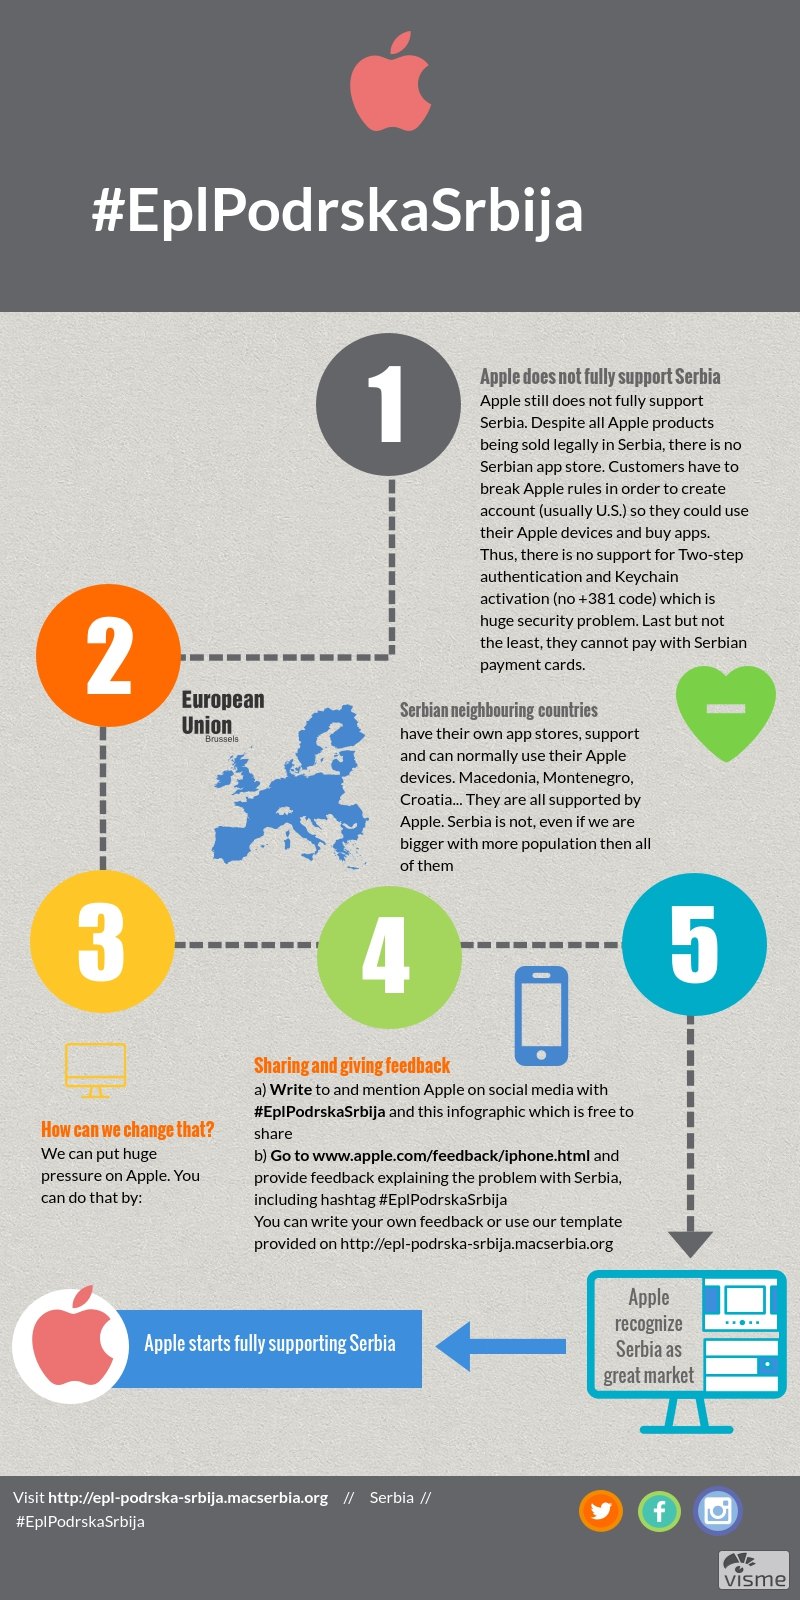 #EplPodrskaSrbija
1
Apple does not fully support Serbia
Apple still does not fully support
Serbia. Despite all Apple products
being sold legally in Serbia, there is no
Serbian app store. Customers have to
break Apple rules in order to create
account (usually U.S.) so they could use
their Apple devices and buy apps.
Thus, there is no support for Two-step
authentication and Keychain
activation (no +381 code) which is
huge security problem. Last but not
the least, they cannot pay with Serbian
payment cards.
2
European
Union
Brussels
Serbian neighbouring countries
have their own app stores, support
and can normally use their Apple
devices. Macedonia, Montenegro,
Croatia... They are all supported by
Apple. Serbia is not, even if we are
bigger with more population then all
of them
3
4
5
How can we change that?
We can put huge
pressure on Apple. You
can do that by:
Sharing and giving feedback
a) Write to and mention Apple on social media with
#EplPodrskaSrbija and this infographic which is free to
share
b) Go to www.apple.com/feedback/iphone.html and
provide feedback explaining the problem with Serbia,
including hashtag #EplPodrskaSrbija
You can write your own feedback or use our template
provided on http://epl-podrska-srbija.macserbia.org
Apple
recognize
Serbia as
great market
Apple starts fully supporting Serbia
Visit http://epl-podrska-srbija.macserbia.org // Serbia //
#EplPodrskaSrbija
visme